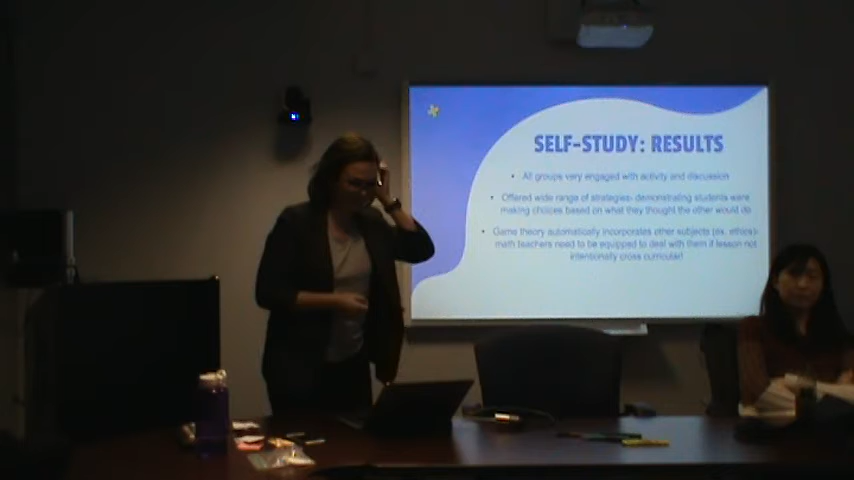 SELF-STUDY: RESULTS
• All groups very engaged with activity and discussion
• Offered wide range of strategies- demonstrating students were
making choices based on what they thought the other would do
• Game theory automatically incorporates other subjects (ex. ethics)-
math teachers need to be equipped to deal with them if lesson not
intentionally cross curricular!